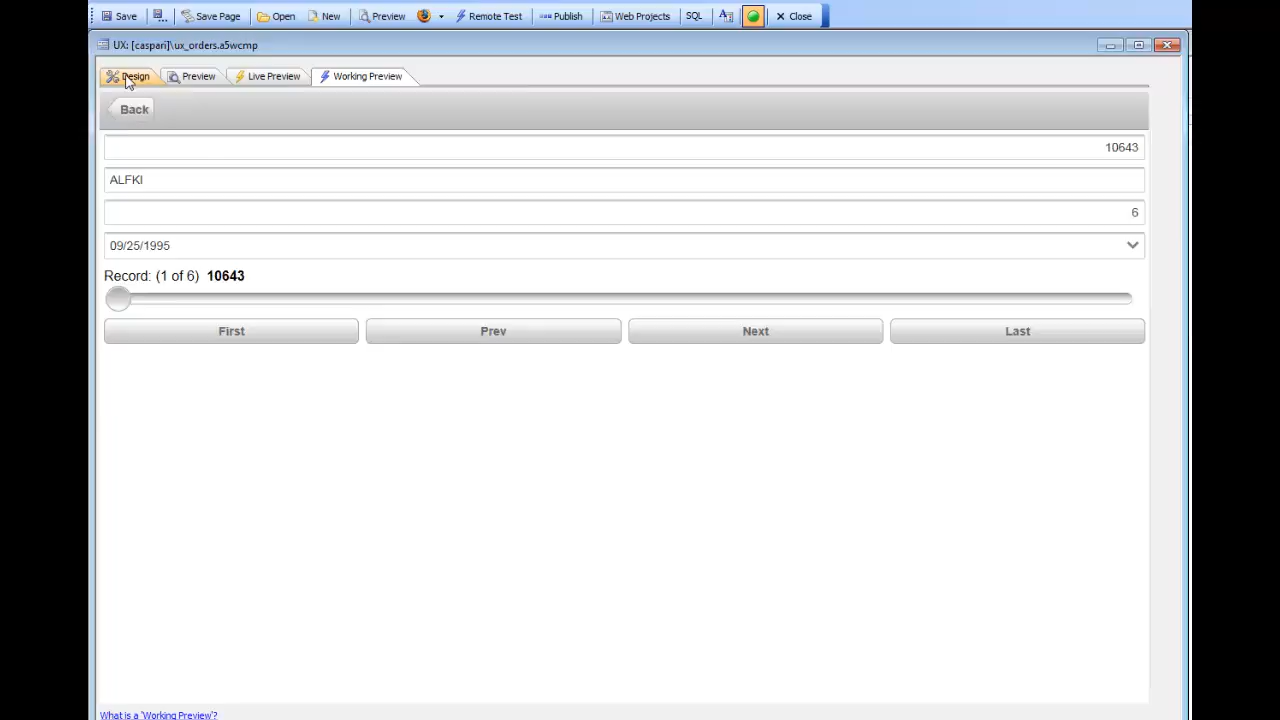 Save Save Page Open New Preview Remote Test Publish Web Projects SQL Close
UX: [caspari]\ux_orders.a5wcmp
Design Preview Live Preview Working Preview
Back
10643
ALFKI
6
09/25/1995
Record: (1 of 6) 10643
First Prev Next Last
What is a 'Working Preview'?